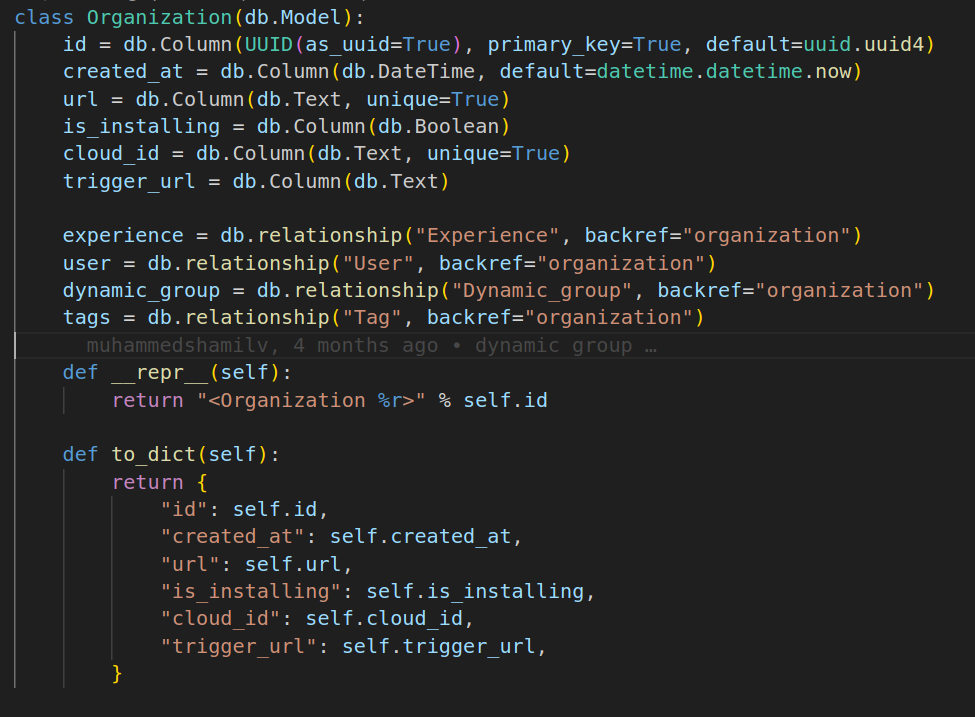 class Organization(db.Model):
    id = db.Column(UUID(as_uuid=True), primary_key=True, default=uuid.uuid4)
    created_at = db.Column(db.DateTime, default=datetime.datetime.now)
    url = db.Column(db.Text, unique=True)
    is_installing = db.Column(db.Boolean)
    cloud_id = db.Column(db.Text, unique=True)
    trigger_url = db.Column(db.Text)

    experience = db.relationship("Experience", backref="organization")
    user = db.relationship("User", backref="organization")
    dynamic_group = db.relationship("Dynamic_group", backref="organization")
    tags = db.relationship("Tag", backref="organization")
      muhammedshamilv, 4 months ago • dynamic group …
    def __repr__(self):
        return "<Organization %r>" % self.id

    def to_dict(self):
        return {
            "id": self.id,
            "created_at": self.created_at,
            "url": self.url,
            "is_installing": self.is_installing,
            "cloud_id": self.cloud_id,
            "trigger_url": self.trigger_url,
        }